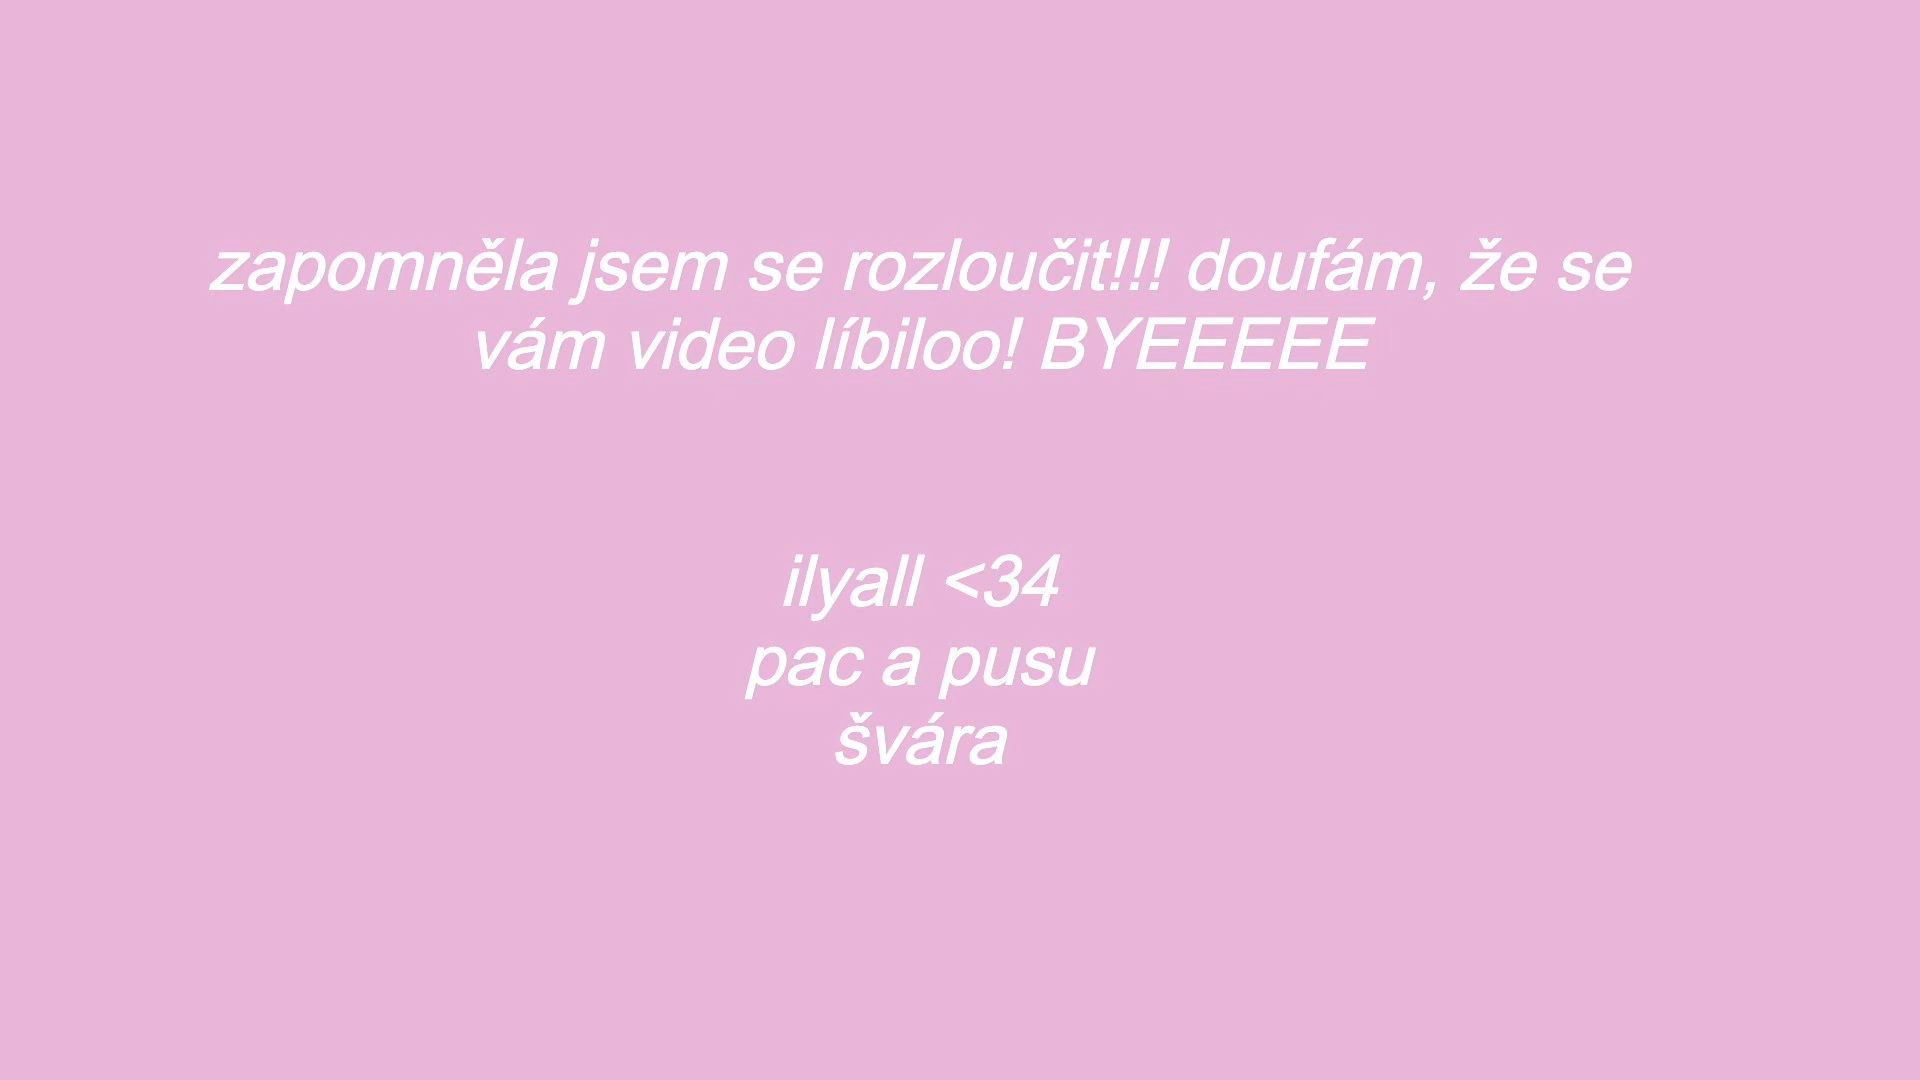 zapomněla jsem se rozloučit!!! doufám, že se
vám video líbiloo! BYEEEEE
ilyall <34
pac a pusu
švára